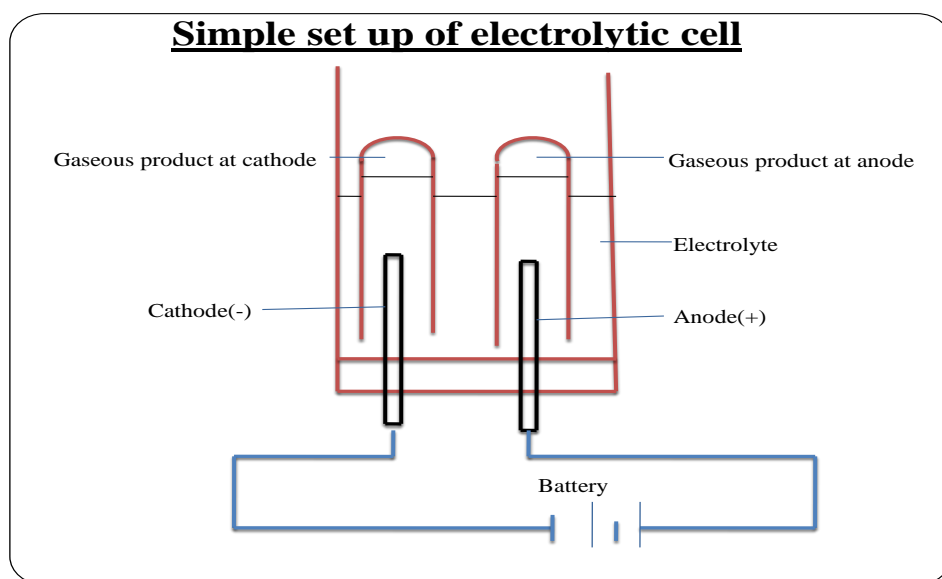 Simple set up of electrolytic cell
Gaseous product at cathode
Gaseous product at anode
Electrolyte
Cathode(-)
Anode(+)
Battery